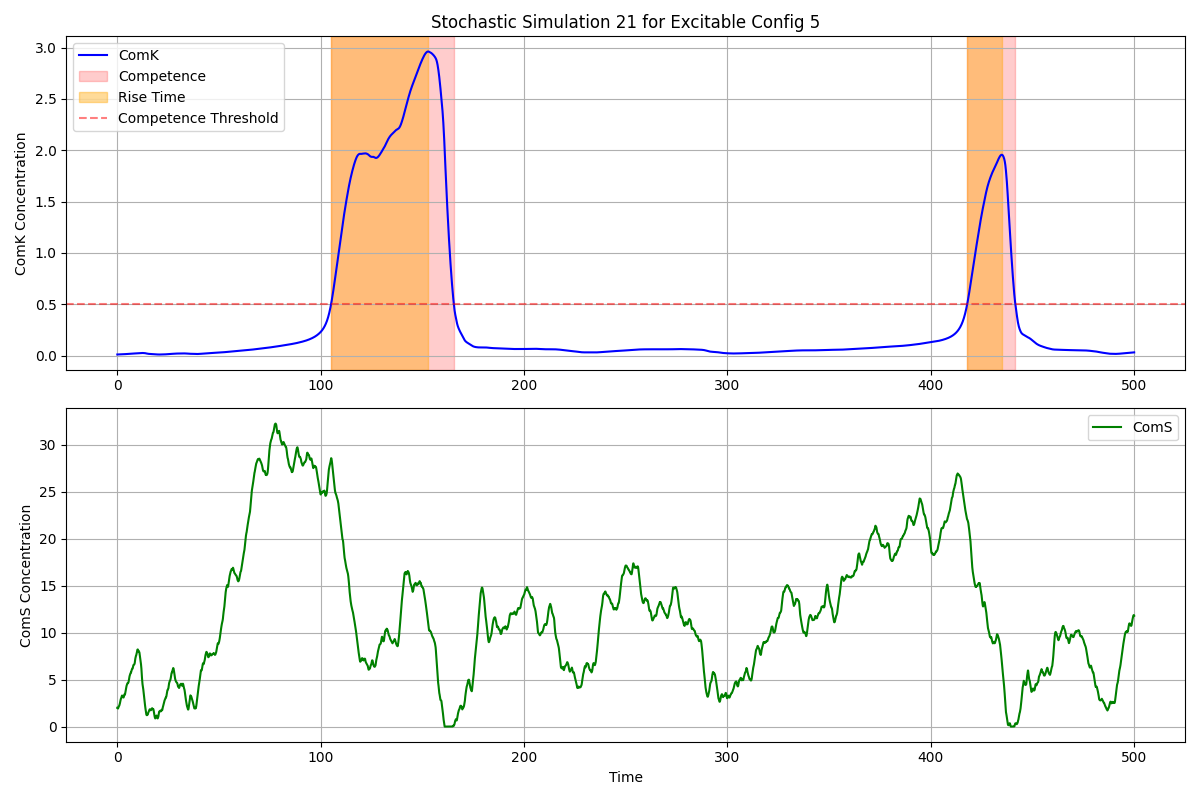 Stochastic Simulation 21 for Excitable Config 5
ComK Concentration
3.0
2.5
2.0
1.5
1.0
0.5
0.0
ComK
Competence
Rise Time
Competence Threshold
0 100 200 300 400 500
ComS Concentration
30
25
20
15
10
5
0
ComS
0 100 200 300 400 500
Time